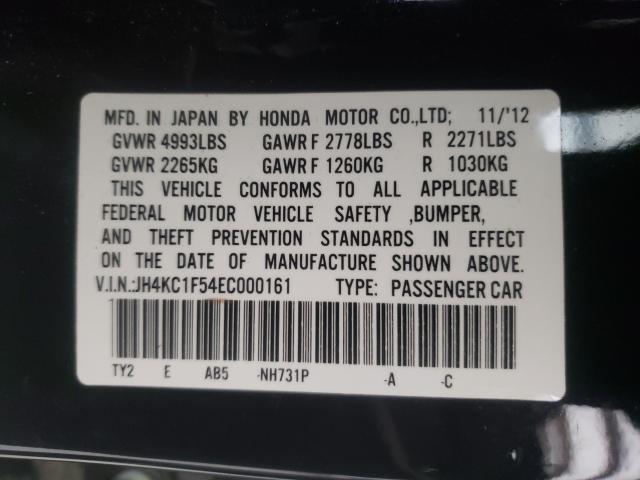 MFD. IN JAPAN BY HONDA MOTOR CO.,LTD; 11/'12
GVWR 4993LBS GAWR F 2778LBS R 2271LBS
GVWR 2265KG GAWR F 1260KG R 1030KG
THIS VEHICLE CONFORMS TO ALL APPLICABLE
FEDERAL MOTOR VEHICLE SAFETY ,BUMPER,
AND THEFT PREVENTION STANDARDS IN EFFECT
ON THE DATE OF MANUFACTURE SHOWN ABOVE.
V.I.N.:JH4KC1F54EC000161 TYPE: PASSENGER CAR
TY2 E AB5 -NH731P -A -C